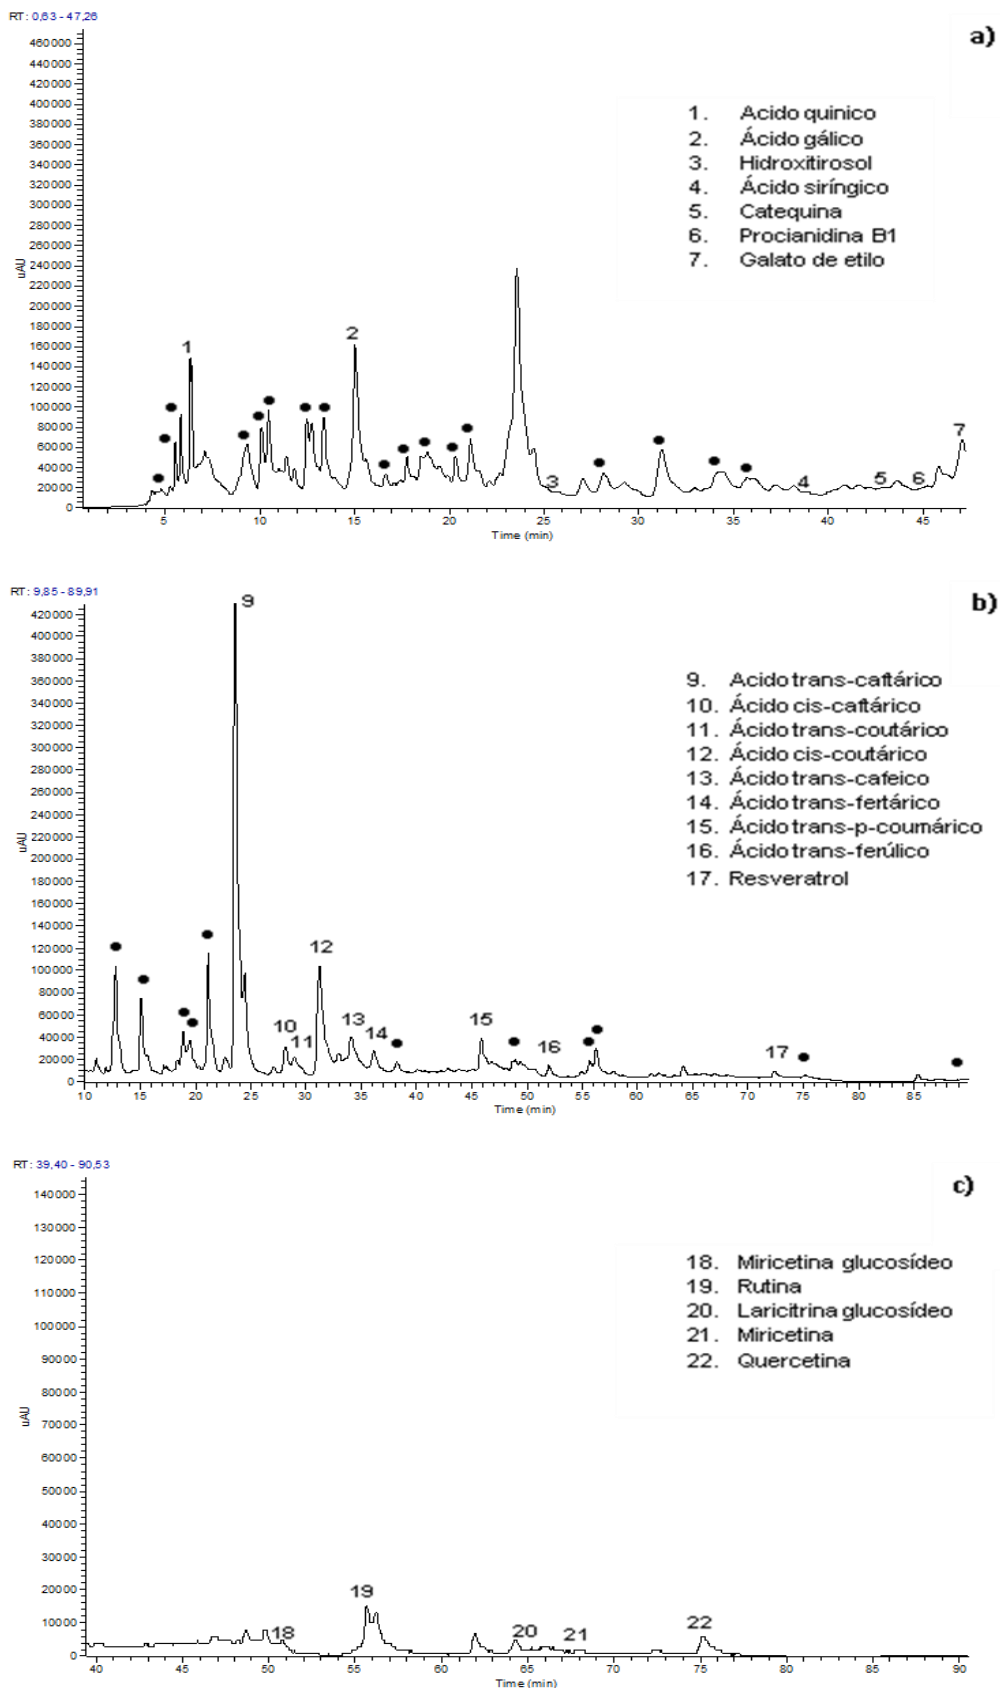 RT: 0,63 - 47,26
a)
460000
440000
420000
400000
380000
360000
340000
320000
300000
280000
260000
240000
220000
200000
180000
160000
140000
120000
100000
80000
60000
40000
20000
0
uAU
1. Acido quinico
2. Ácido gálico
3. Hidroxitirosol
4. Ácido siríngico
5. Catequina
6. Procianidina B1
7. Galato de etilo
1
2
3
4
5
6
7
5 10 15 20 25 30 35 40 45
Time (min)
RT: 9,85 - 89,91
b)
420000
400000
380000
360000
340000
320000
300000
280000
260000
240000
220000
200000
180000
160000
140000
120000
100000
80000
60000
40000
20000
0
uAU
9. Acido trans-caftárico
10. Ácido cis-caftárico
11. Ácido trans-coutárico
12. Ácido cis-coutárico
13. Ácido trans-cafeico
14. Ácido trans-fertárico
15. Ácido trans-p-coumárico
16. Ácido trans-ferúlico
17. Resveratrol
9
10
11
12
13
14
15
16
17
10 15 20 25 30 35 40 45 50 55 60 65 70 75 80 85
Time (min)
RT: 39,40 - 90,53
c)
140000
130000
120000
110000
100000
90000
80000
70000
60000
50000
40000
30000
20000
10000
0
uAU
18. Miricetina glucosídeo
19. Rutina
20. Laricitrina glucosídeo
21. Miricetina
22. Quercetina
18
19
20
21
22
40 45 50 55 60 65 70 75 80 85 90
Time (min)